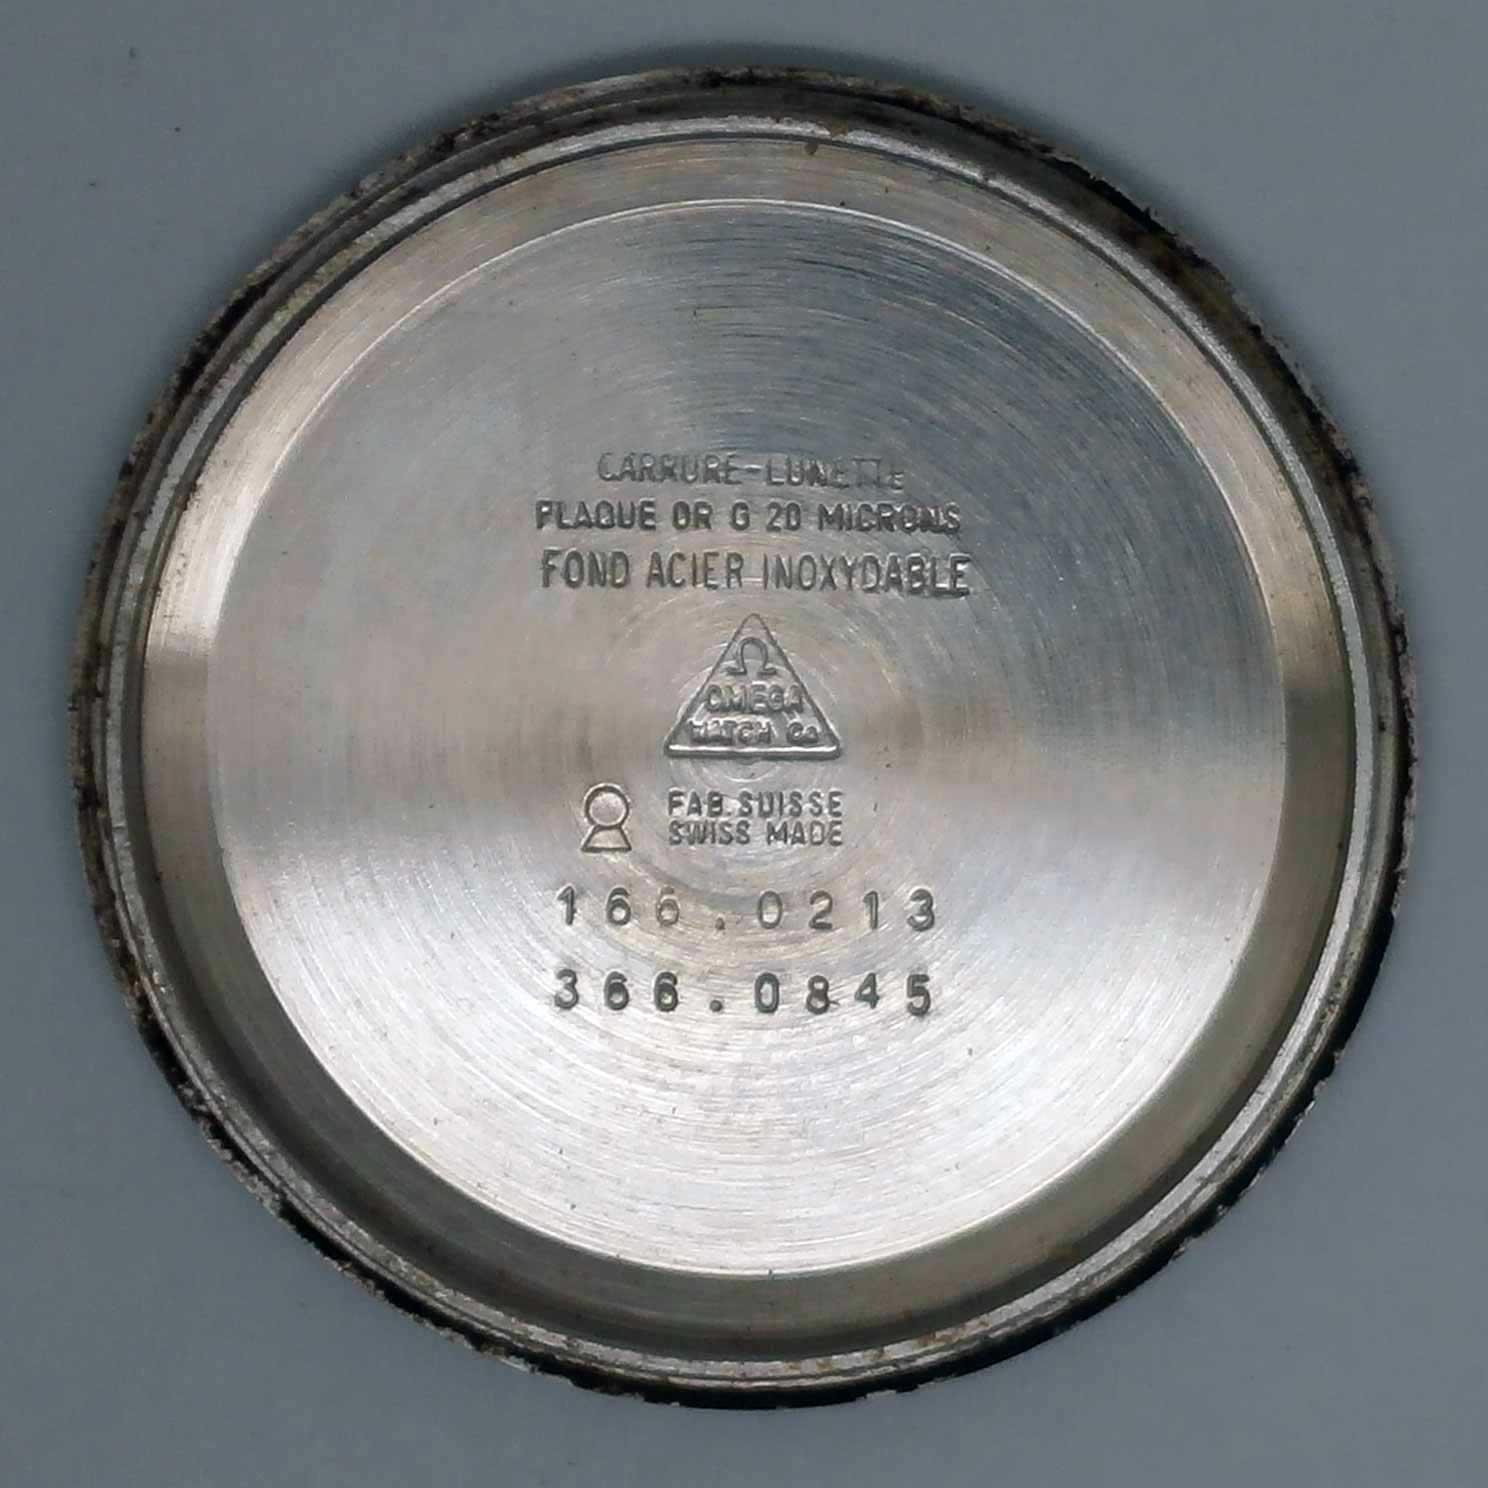 CARRURE-LUNETTE
PLAQUE OR G 20 MICRONS
FOND ACIER INOXYDABLE
Ω
OMEGA
WATCH Co
FAB. SUISSE
SWISS MADE
166.0213
366.0845